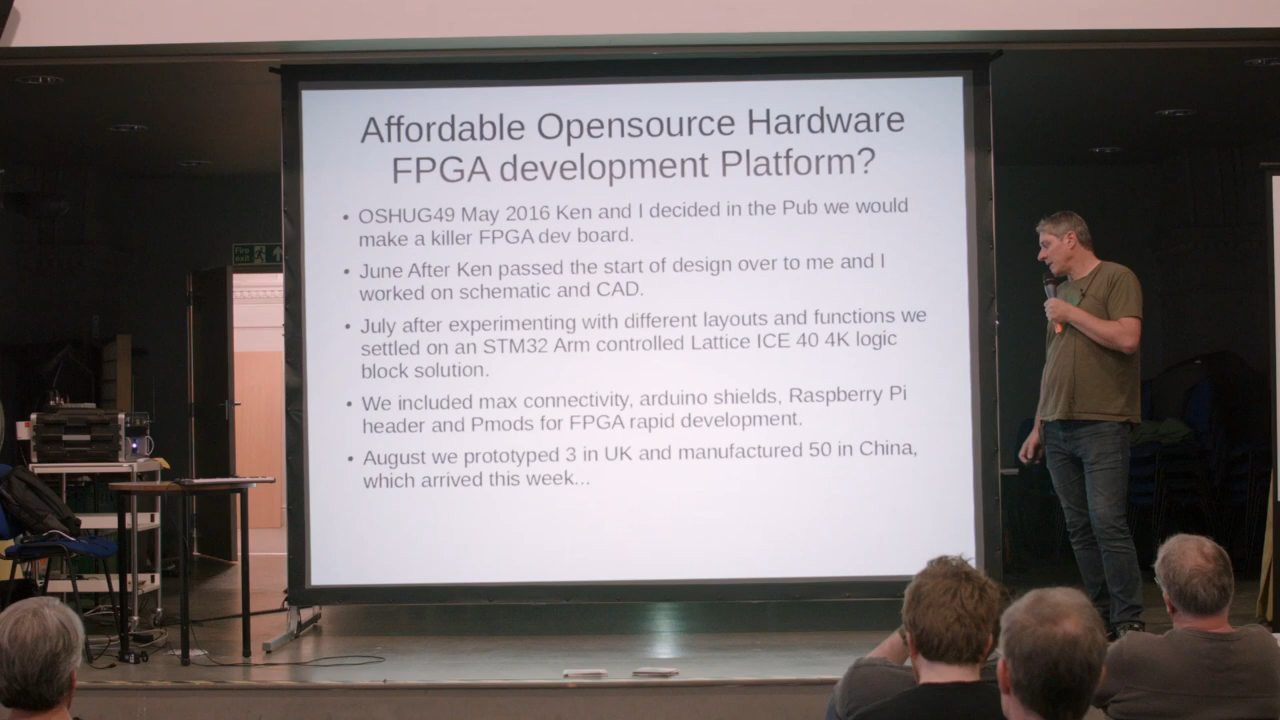 Affordable Opensource Hardware
FPGA development Platform?
• OSHUG49 May 2016 Ken and I decided in the Pub we would
make a killer FPGA dev board.
• June After Ken passed the start of design over to me and I
worked on schematic and CAD.
• July after experimenting with different layouts and functions we
settled on an STM32 Arm controlled Lattice ICE 40 4K logic
block solution.
• We included max connectivity, arduino shields, Raspberry Pi
header and Pmods for FPGA rapid development.
• August we prototyped 3 in UK and manufactured 50 in China,
which arrived this week...
Fire
exit